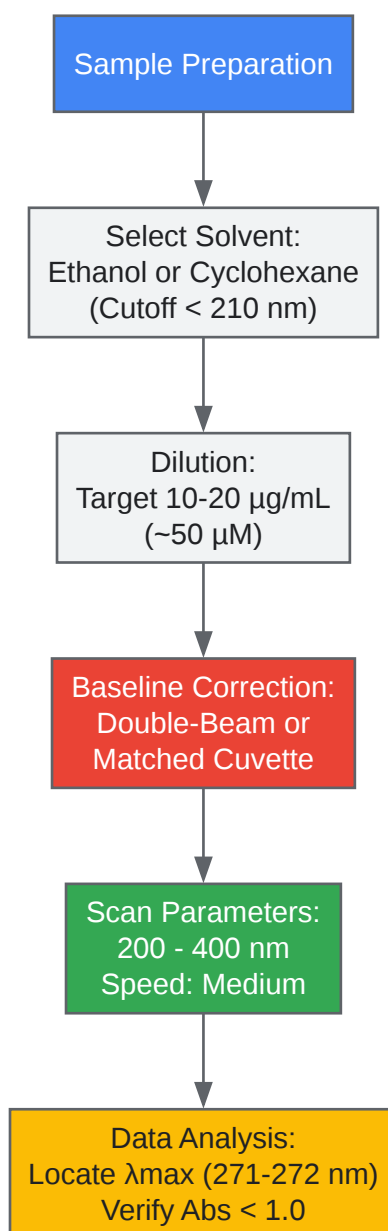 Sample Preparation
Select Solvent:
Ethanol or Cyclohexane
(Cutoff < 210 nm)
Dilution:
Target 10-20 µg/mL
(~50 µM)
Baseline Correction:
Double-Beam or
Matched Cuvette
Scan Parameters:
200 - 400 nm
Speed: Medium
Data Analysis:
Locate λmax (271-272 nm)
Verify Abs < 1.0